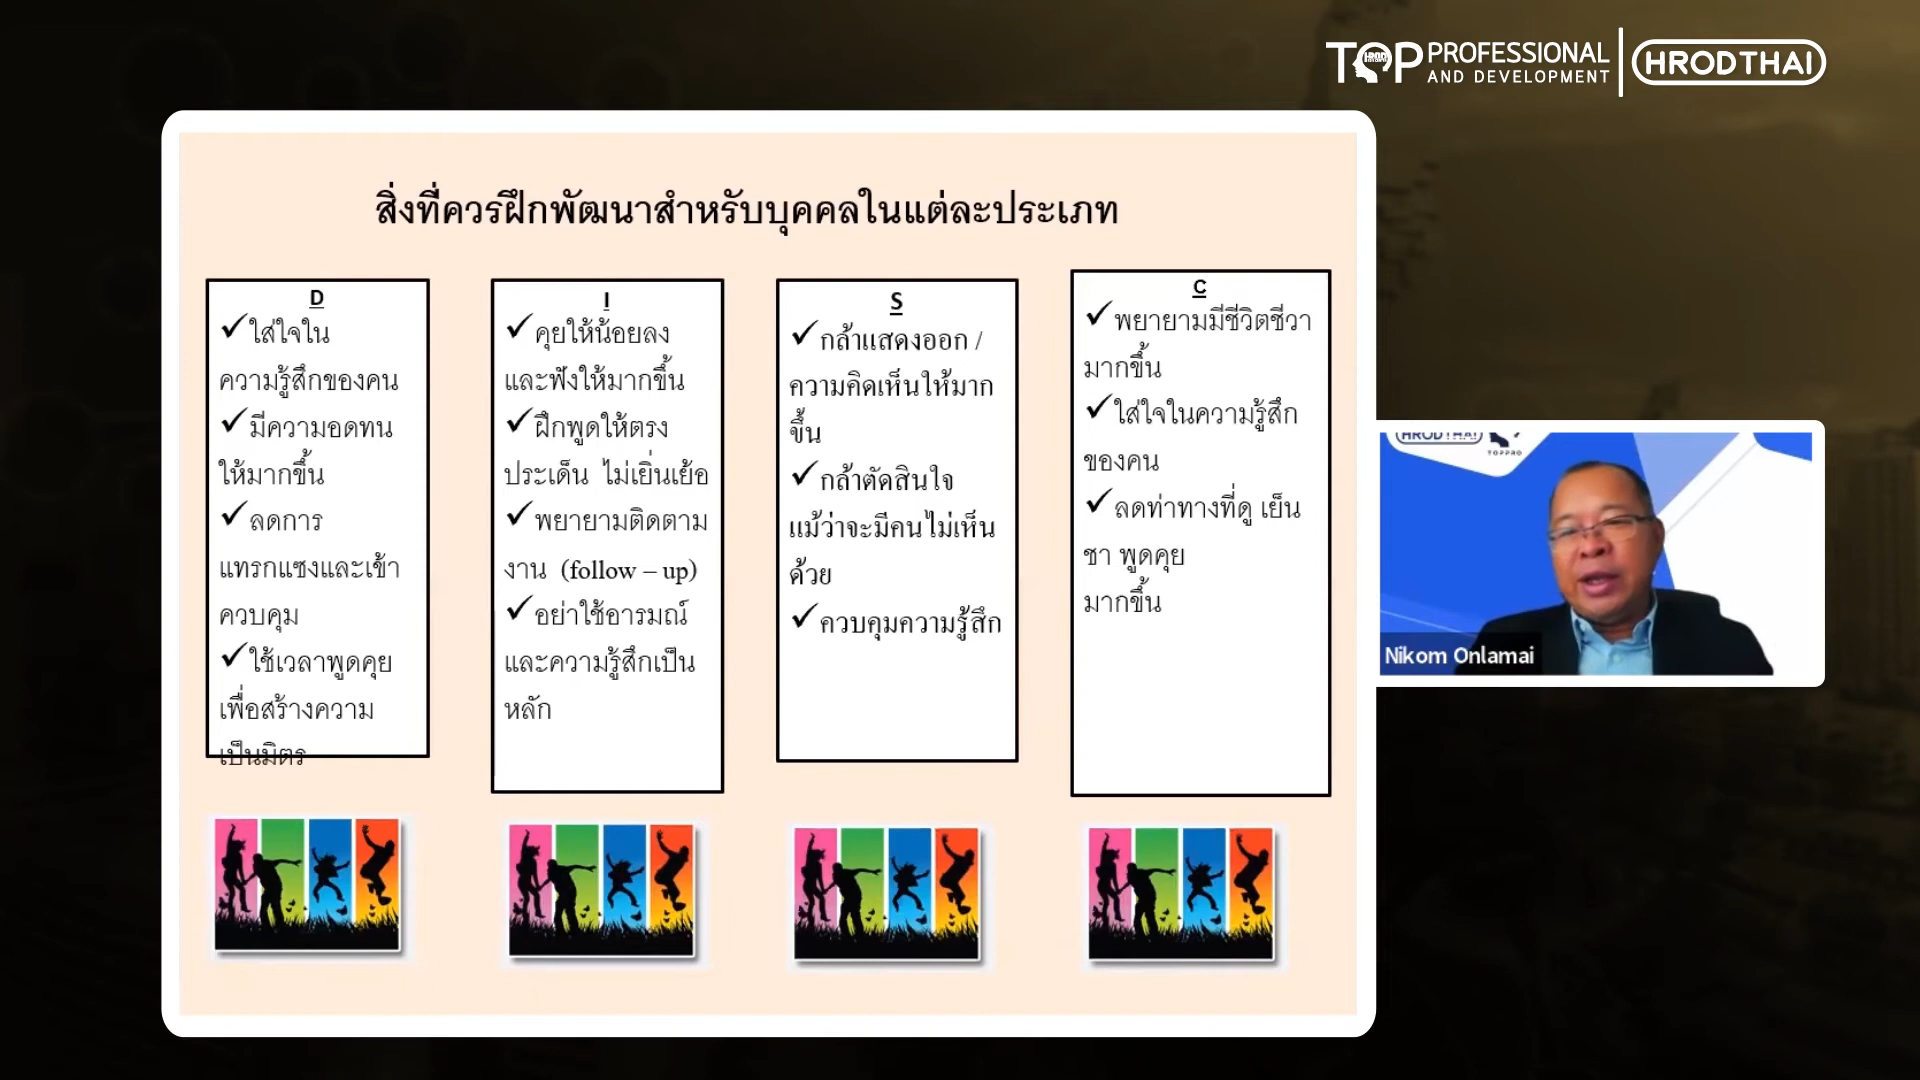 TOP PROFESSIONAL
AND DEVELOPMENT
HRODTHAI
สิ่งที่ควรฝึกพัฒนาสำหรับบุคคลในแต่ละประเภท
D
✓ใส่ใจใน
ความรู้สึกของคน
✓มีความอดทน
ให้มากขึ้น
✓ลดการ
แทรกแซงและเข้า
ควบคุม
✓ใช้เวลาพูดคุย
เพื่อสร้างความ
เป็นมิตร
I
✓คุยให้น้อยลง
และฟังให้มากขึ้น
✓ฝึกพูดให้ตรง
ประเด็น ไม่เยิ่นเย้อ
✓พยายามติดตาม
งาน (follow – up)
✓อย่าใช้อารมณ์
และความรู้สึกเป็น
หลัก
S
✓กล้าแสดงออก /
ความคิดเห็นให้มาก
ขึ้น
✓กล้าตัดสินใจ
แม้ว่าจะมีคนไม่เห็น
ด้วย
✓ควบคุมความรู้สึก
C
✓พยายามมีชีวิตชีวา
มากขึ้น
✓ใส่ใจในความรู้สึก
ของคน
✓ลดท่าทางที่ดู เย็น
ชา พูดคุย
มากขึ้น
HRODTHAI
TOPPRO
Nikom Onlamai